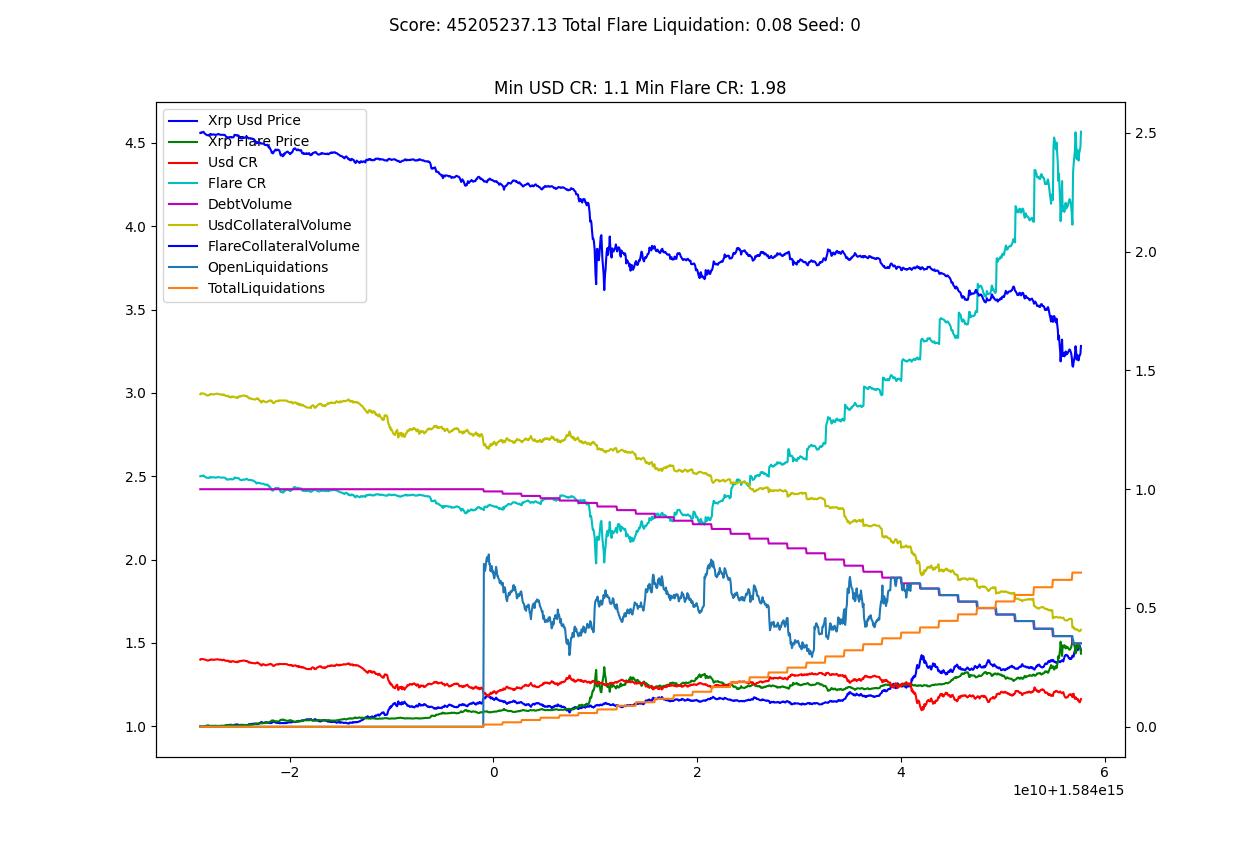 Score: 45205237.13 Total Flare Liquidation: 0.08 Seed: 0
Min USD CR: 1.1 Min Flare CR: 1.98
Xrp Usd Price
Xrp Flare Price
Usd CR
Flare CR
DebtVolume
UsdCollateralVolume
FlareCollateralVolume
OpenLiquidations
TotalLiquidations
4.5
4.0
3.5
3.0
2.5
2.0
1.5
1.0
2.5
2.0
1.5
1.0
0.5
0.0
−2
0
2
4
6
1e10+1.584e15